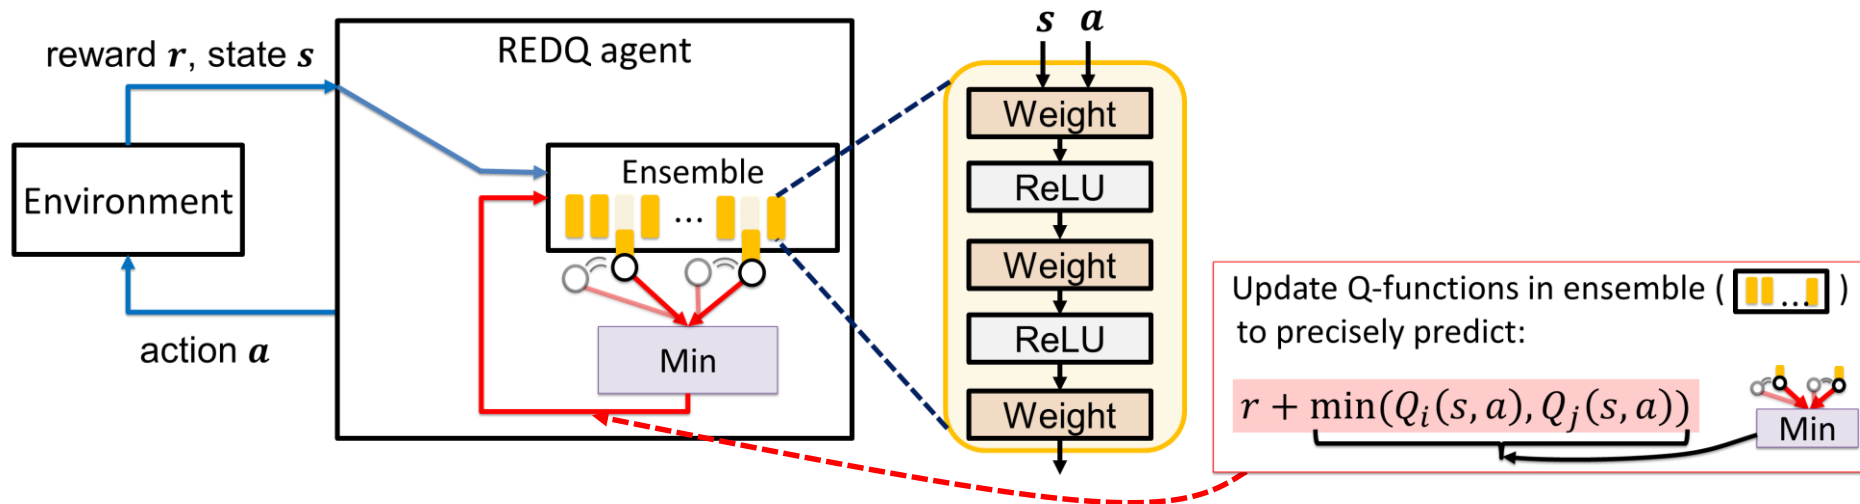 reward r, state s
REDQ agent
Environment
action a
Ensemble
...
Min
s a
Weight
ReLU
Weight
ReLU
Weight
Update Q-functions in ensemble ( ... )
to precisely predict:
r + min(Q_i(s, a), Q_j(s, a))
Min